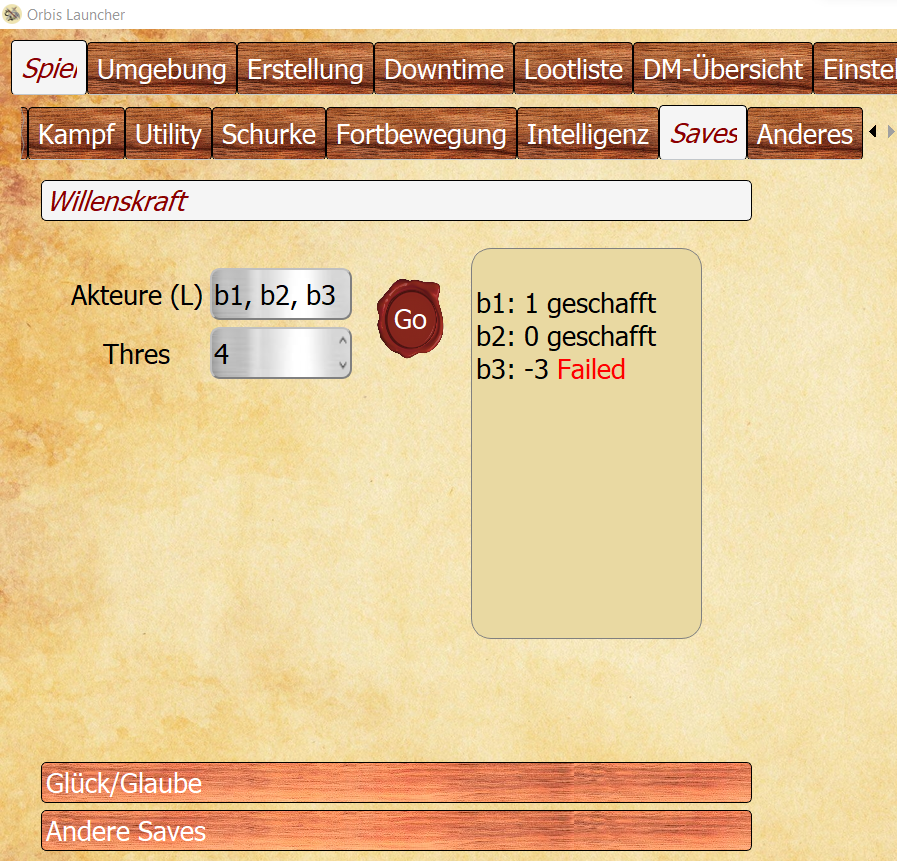 Orbis Launcher
Spiel Umgebung Erstellung Downtime Lootliste DM-Übersicht Einstel
Kampf Utility Schurke Fortbewegung Intelligenz Saves Anderes
Willenskraft
Akteure (L) b1, b2, b3
Go
Thres 4
b1: 1 geschafft
b2: 0 geschafft
b3: -3 Failed
Glück/Glaube
Andere Saves